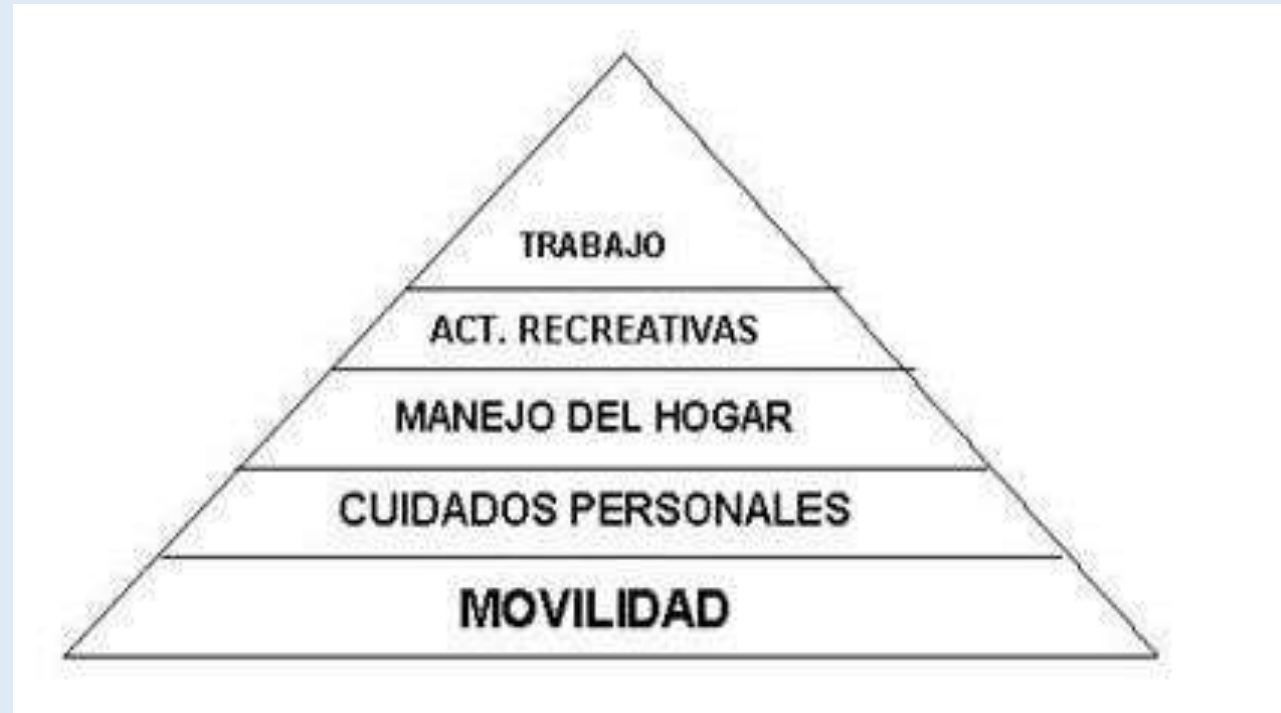 TRABAJO
ACT. RECREATIVAS
MANEJO DEL HOGAR
CUIDADOS PERSONALES
MOVILIDAD